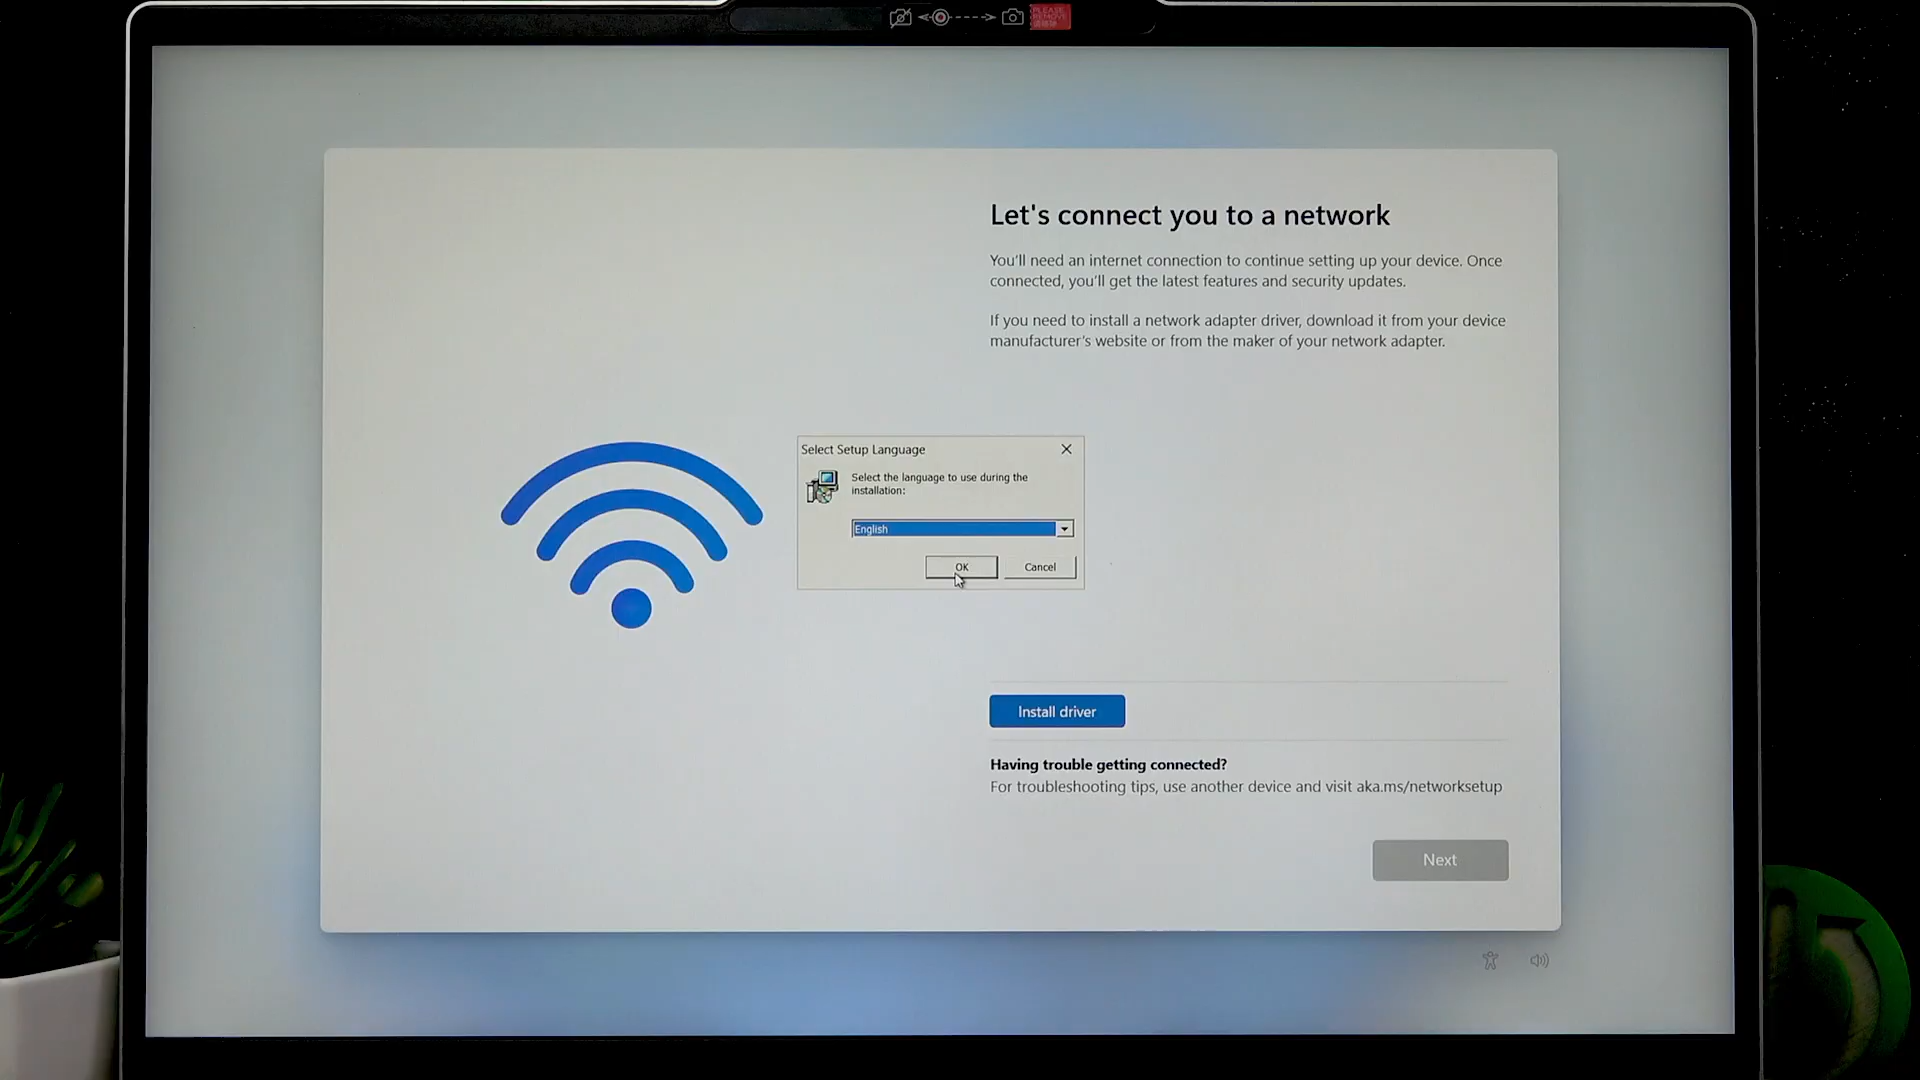 PLEASE
REMOVE
Let's connect you to a network
You'll need an internet connection to continue setting up your device. Once
connected, you'll get the latest features and security updates.
If you need to install a network adapter driver, download it from your device
manufacturer's website or from the maker of your network adapter.
Select Setup Language
Select the language to use during the
installation:
English
OK
Cancel
Install driver
Having trouble getting connected?
For troubleshooting tips, use another device and visit aka.ms/networksetup
Next